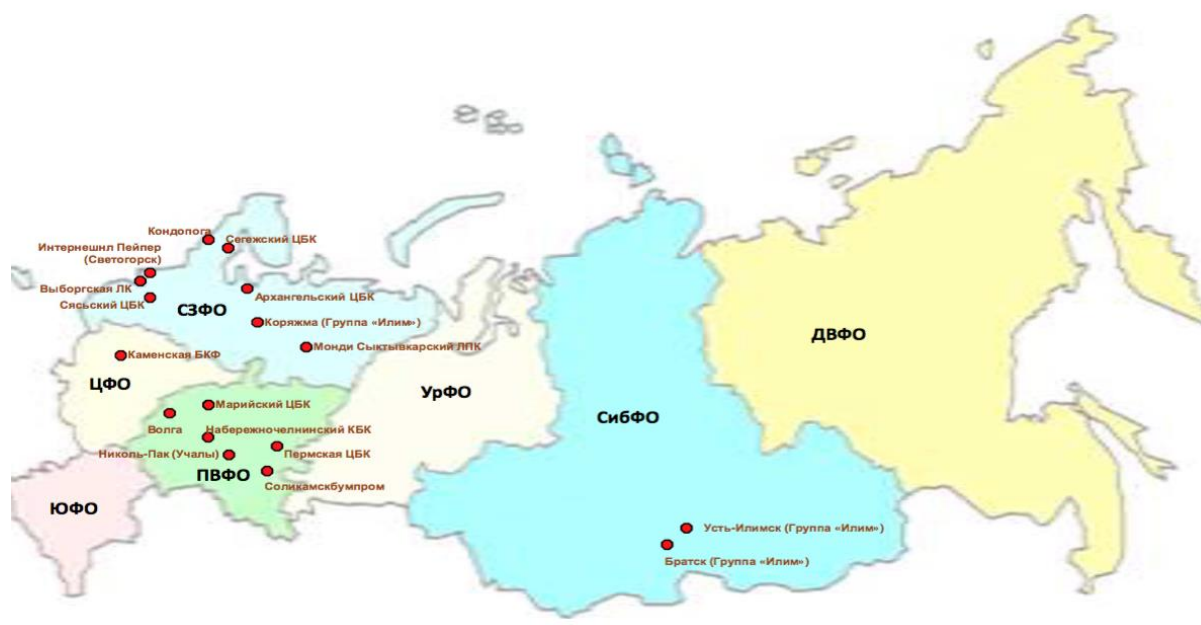 Кондопога
Сегежский ЦБК
Интернешнл Пейпер
(Светогорск)
Выборгская ЛК
Сясьский ЦБК
Архангельский ЦБК
СЗФО
Коряжма (Группа «Илим»)
Монди Сыктывкарский ЛПК
ДВФО
Каменская БКФ
ЦФО
УрФО
Марийский ЦБК
СибФО
Волга
Набережночелнинский КБК
Николь-Пак (Учалы)
Пермская ЦБК
ПВФО
Соликамскбумпром
ЮФО
Усть-Илимск (Группа «Илим»)
Братск (Группа «Илим»)